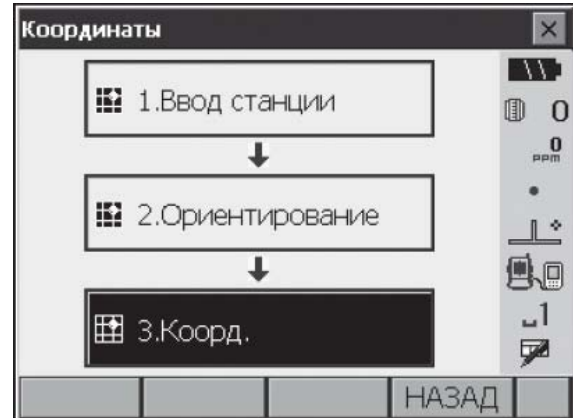 Координаты
1.Ввод станции
0
0
ppm
2.Ориентирование
3.Коорд.
1
НАЗАД